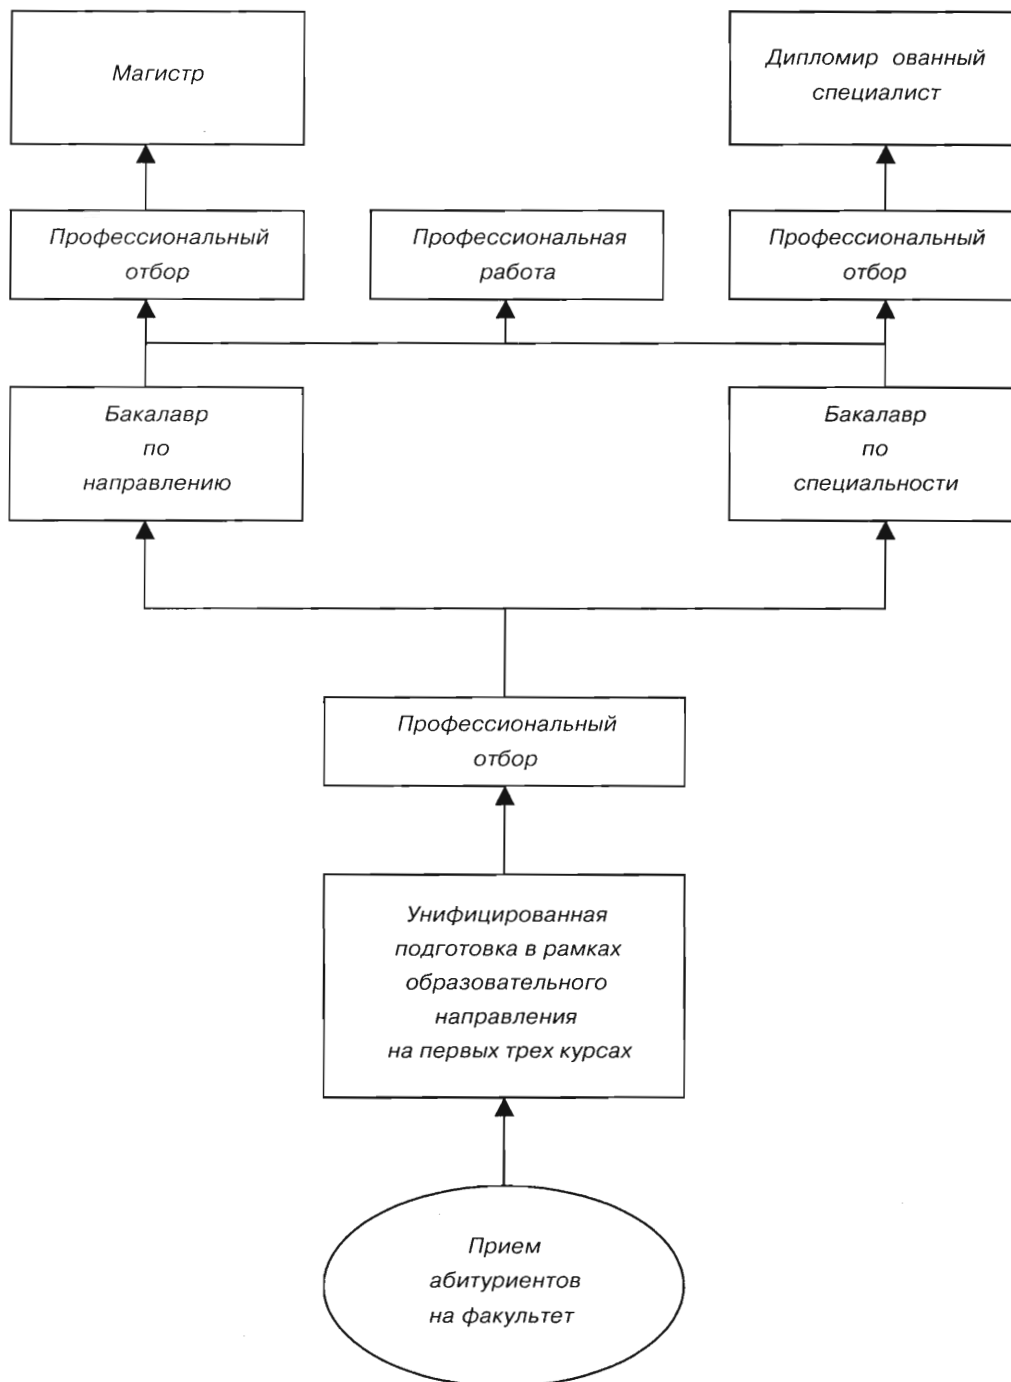 Магистр
Дипломир ованный
специалист
Профессиональный
отбор
Профессиональная
работа
Профессиональный
отбор
Бакалавр
по
направлению
Бакалавр
по
специальности
Профессиональный
отбор
Унифицированная
подготовка в рамках
образовательного
направления
на первых трех курсах
Прием
абитуриентов
на факультет